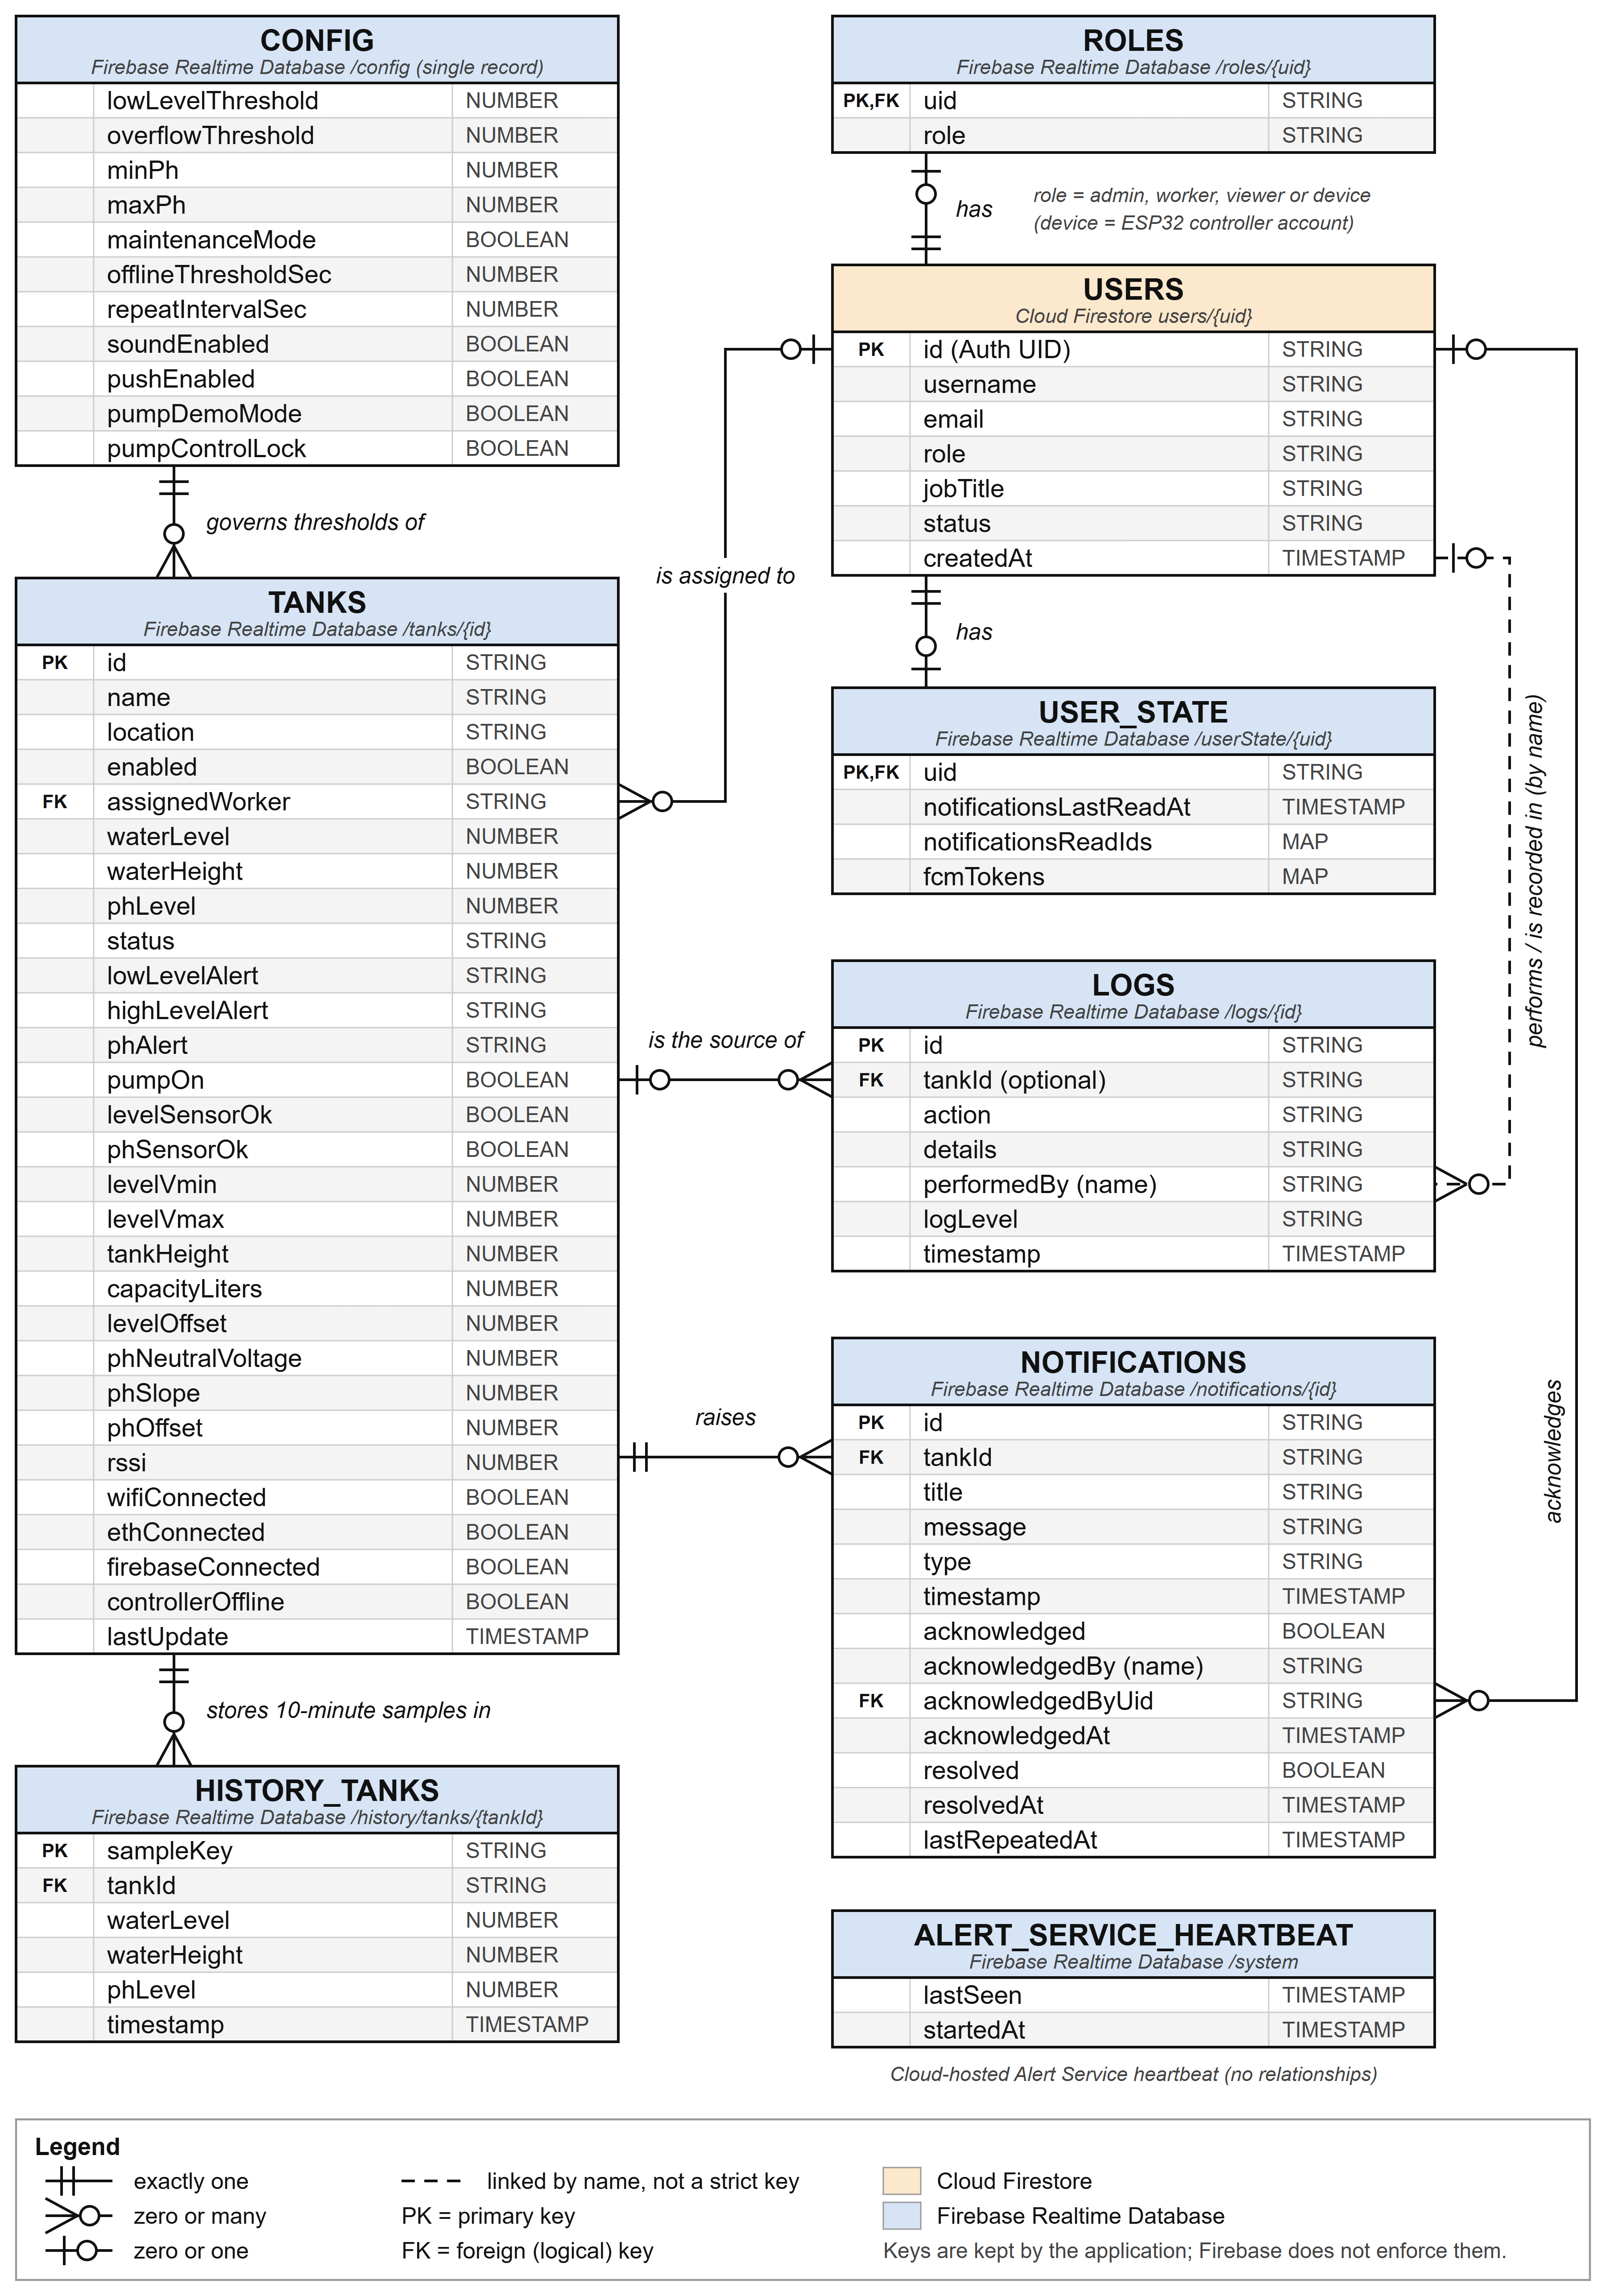 CONFIG
Firebase Realtime Database /config (single record)
lowLevelThreshold NUMBER
overflowThreshold NUMBER
minPh NUMBER
maxPh NUMBER
maintenanceMode BOOLEAN
offlineThresholdSec NUMBER
repeatIntervalSec NUMBER
soundEnabled BOOLEAN
pushEnabled BOOLEAN
pumpDemoMode BOOLEAN
pumpControlLock BOOLEAN
governs thresholds of
TANKS
Firebase Realtime Database /tanks/{id}
PK id STRING
name STRING
location STRING
enabled BOOLEAN
FK assignedWorker STRING
waterLevel NUMBER
waterHeight NUMBER
phLevel NUMBER
status STRING
lowLevelAlert STRING
highLevelAlert STRING
phAlert STRING
pumpOn BOOLEAN
levelSensorOk BOOLEAN
phSensorOk BOOLEAN
levelVmin NUMBER
levelVmax NUMBER
tankHeight NUMBER
capacityLiters NUMBER
levelOffset NUMBER
phNeutralVoltage NUMBER
phSlope NUMBER
phOffset NUMBER
rssi NUMBER
wifiConnected BOOLEAN
ethConnected BOOLEAN
firebaseConnected BOOLEAN
controllerOffline BOOLEAN
lastUpdate TIMESTAMP
stores 10-minute samples in
HISTORY_TANKS
Firebase Realtime Database /history/tanks/{tankId}
PK sampleKey STRING
FK tankId STRING
waterLevel NUMBER
waterHeight NUMBER
phLevel NUMBER
timestamp TIMESTAMP
is assigned to
is the source of
raises
ROLES
Firebase Realtime Database /roles/{uid}
PK,FK uid STRING
role STRING
has
role = admin, worker, viewer or device
(device = ESP32 controller account)
USERS
Cloud Firestore users/{uid}
PK id (Auth UID) STRING
username STRING
email STRING
role STRING
jobTitle STRING
status STRING
createdAt TIMESTAMP
has
USER_STATE
Firebase Realtime Database /userState/{uid}
PK,FK uid STRING
notificationsLastReadAt TIMESTAMP
notificationsReadIds MAP
fcmTokens MAP
performs / is recorded in (by name)
LOGS
Firebase Realtime Database /logs/{id}
PK id STRING
FK tankId (optional) STRING
action STRING
details STRING
performedBy (name) STRING
logLevel STRING
timestamp TIMESTAMP
NOTIFICATIONS
Firebase Realtime Database /notifications/{id}
PK id STRING
FK tankId STRING
title STRING
message STRING
type STRING
timestamp TIMESTAMP
acknowledged BOOLEAN
acknowledgedBy (name) STRING
FK acknowledgedByUid STRING
acknowledgedAt TIMESTAMP
resolved BOOLEAN
resolvedAt TIMESTAMP
lastRepeatedAt TIMESTAMP
acknowledges
ALERT_SERVICE_HEARTBEAT
Firebase Realtime Database /system
lastSeen TIMESTAMP
startedAt TIMESTAMP
Cloud-hosted Alert Service heartbeat (no relationships)
Legend
exactly one
zero or many
zero or one
linked by name, not a strict key
PK = primary key
FK = foreign (logical) key
Cloud Firestore
Firebase Realtime Database
Keys are kept by the application; Firebase does not enforce them.